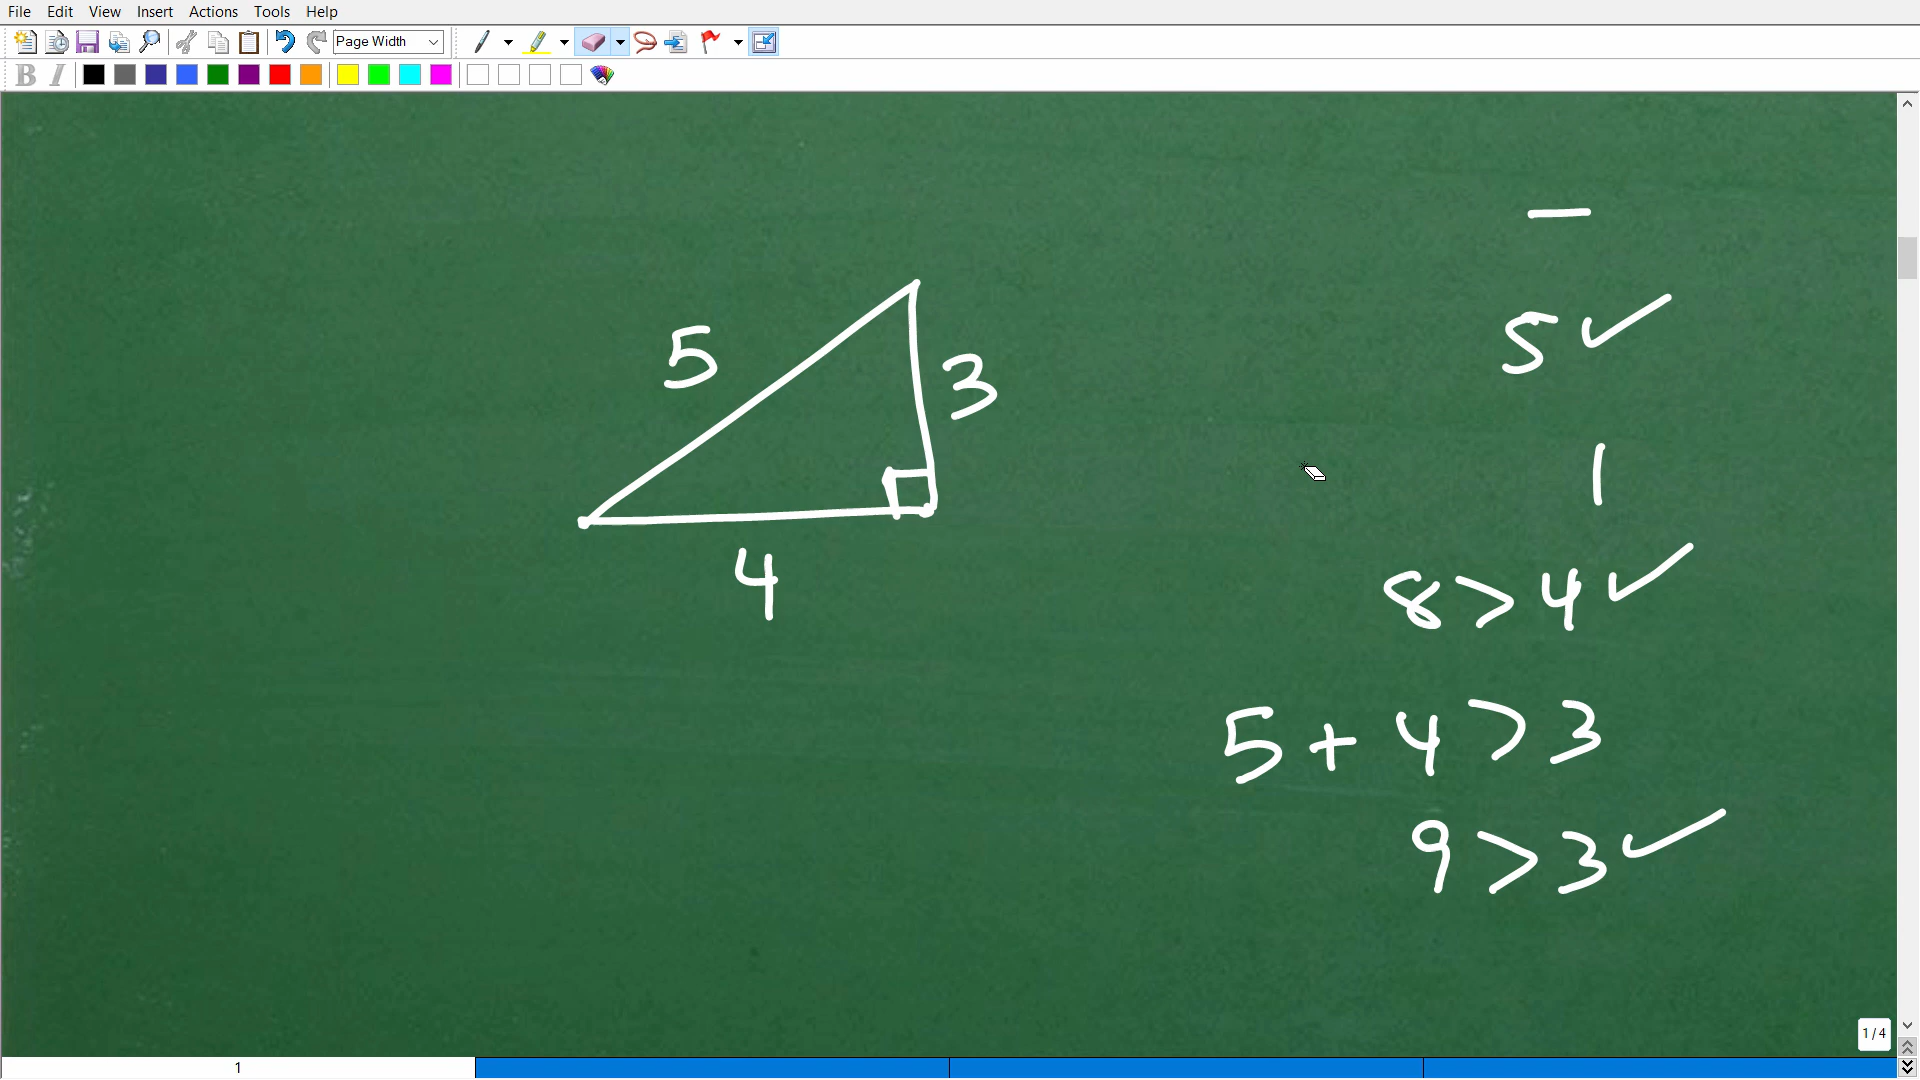 File Edit View Insert Actions Tools Help
Page Width
B I
5
3
4
5 ✓
8 > 4 ✓
5 + 4 > 3
9 > 3 ✓
1 / 4
1